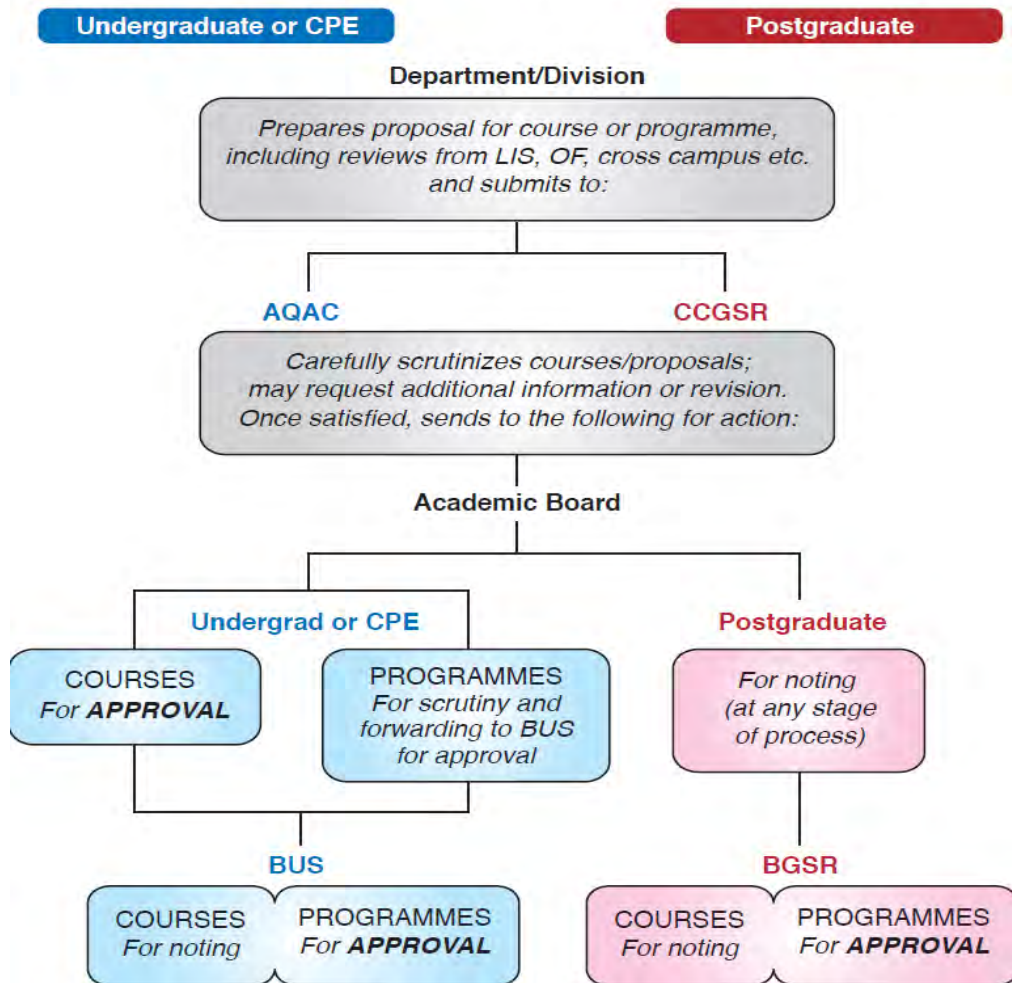 Undergraduate or CPE
Postgraduate
Department/Division
Prepares proposal for course or programme,
including reviews from LIS, OF, cross campus etc.
and submits to:
AQAC
CCGSR
Carefully scrutinizes courses/proposals;
may request additional information or revision.
Once satisfied, sends to the following for action:
Academic Board
Undergrad or CPE
Postgraduate
COURSES
For APPROVAL
PROGRAMMES
For scrutiny and
forwarding to BUS
for approval
For noting
(at any stage
of process)
BUS
BGSR
COURSES
For noting
PROGRAMMES
For APPROVAL
COURSES
For noting
PROGRAMMES
For APPROVAL